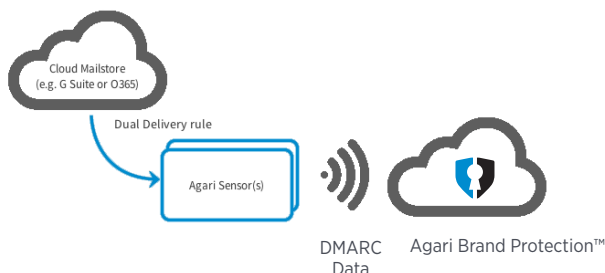 Cloud Mailstore
(e.g. G Suite or O365)
Dual Delivery rule
Agari Sensor(s)
DMARC
Data
Agari Brand Protection™